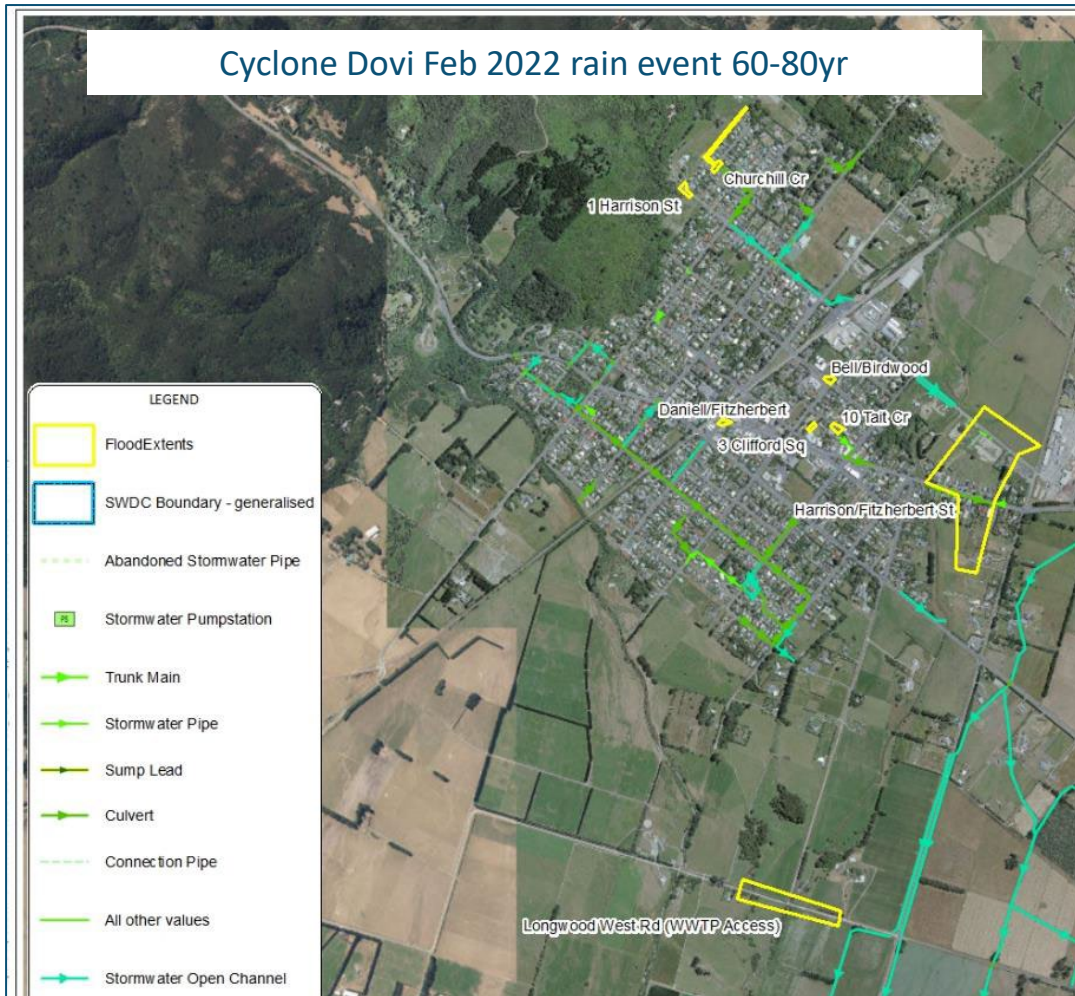 Cyclone Dovi Feb 2022 rain event 60-80yr
Churchill Cr
1 Harrison St
Bell/Birdwood
Daniell/Fitzherbert
10 Tait Cr
3 Clifford Sq
Harrison/Fitzherbert St
Longwood West Rd (WWTP Access)
LEGEND
FloodExtents
SWDC Boundary - generalised
Abandoned Stormwater Pipe
PS
Stormwater Pumpstation
Trunk Main
Stormwater Pipe
Sump Lead
Culvert
Connection Pipe
All other values
Stormwater Open Channel